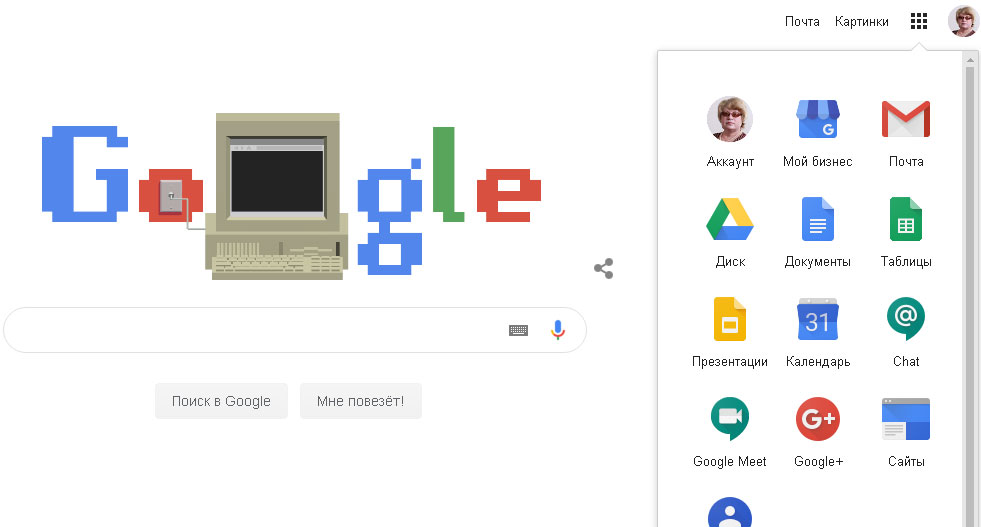 Почта Картинки
Google
Поиск в Google Мне повезёт!
Аккаунт Мой бизнес Почта
G
Диск Документы Таблицы
31
@
Презентации Календарь Chat
G+
Google Meet Google+ Сайты